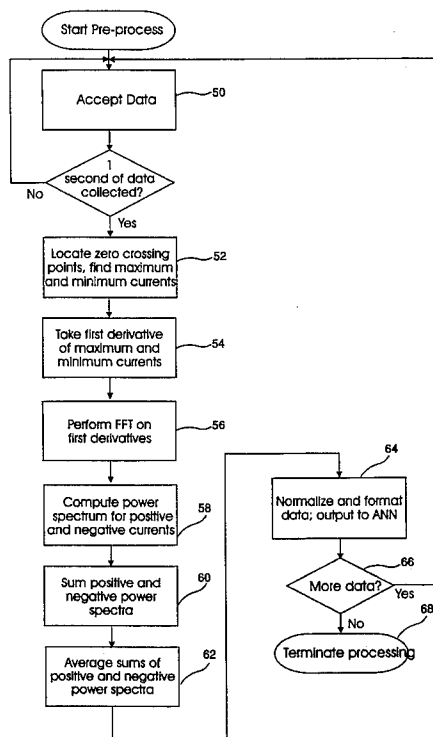 Start Pre-process
Accept Data
50
1
second of data
collected?
No
Yes
Locate zero crossing
points, find maximum
and minimum currents
52
Take first derivative
of maximum and
minimum currents
54
Perform FFT on
first derivatives
56
Compute power
spectrum for positive
and negative currents
58
Sum positive and
negative power
spectra
60
Average sums of
positive and negative
power spectra
62
64
Normalize and format
data; output to ANN
66
More data?
Yes
No
68
Terminate processing